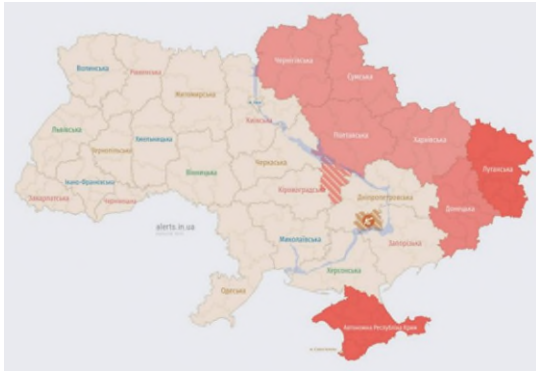 Чернігівська
Волинська
Рівненська
Сумська
Житомирська
Київська
Полтавська
Харківська
Львівська
Хмельницька
Тернопільська
Черкаська
Луганська
Вінницька
Івано-Франківська
Кіровоградська
Дніпропетровська
Закарпатська
Чернівецька
Донецька
alerts.in.ua
Миколаївська
Запорізька
Херсонська
Одеська
Автономна Республіка Крим